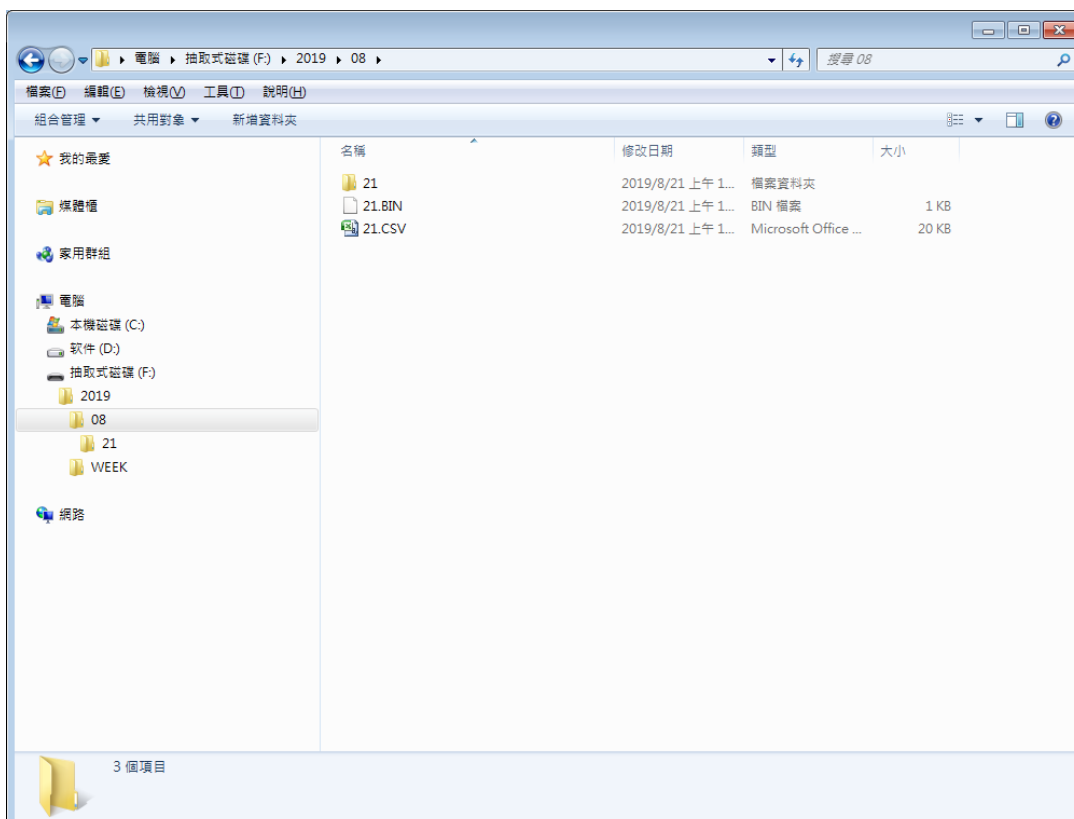 電腦 抽取式磁碟 (F:) 2019 08 搜尋 08
檔案(F) 編輯(E) 檢視(V) 工具(T) 說明(H)
組合管理 共用對象 新增資料夾
我的最愛
媒體櫃
家用群組
電腦
本機磁碟 (C:)
软件 (D:)
抽取式磁碟 (F:)
2019
08
21
WEEK
網路
名稱 修改日期 類型 大小
21 2019/8/21 上午 1... 檔案資料夾
21.BIN 2019/8/21 上午 1... BIN 檔案 1 KB
21.CSV 2019/8/21 上午 1... Microsoft Office ... 20 KB
3 個項目